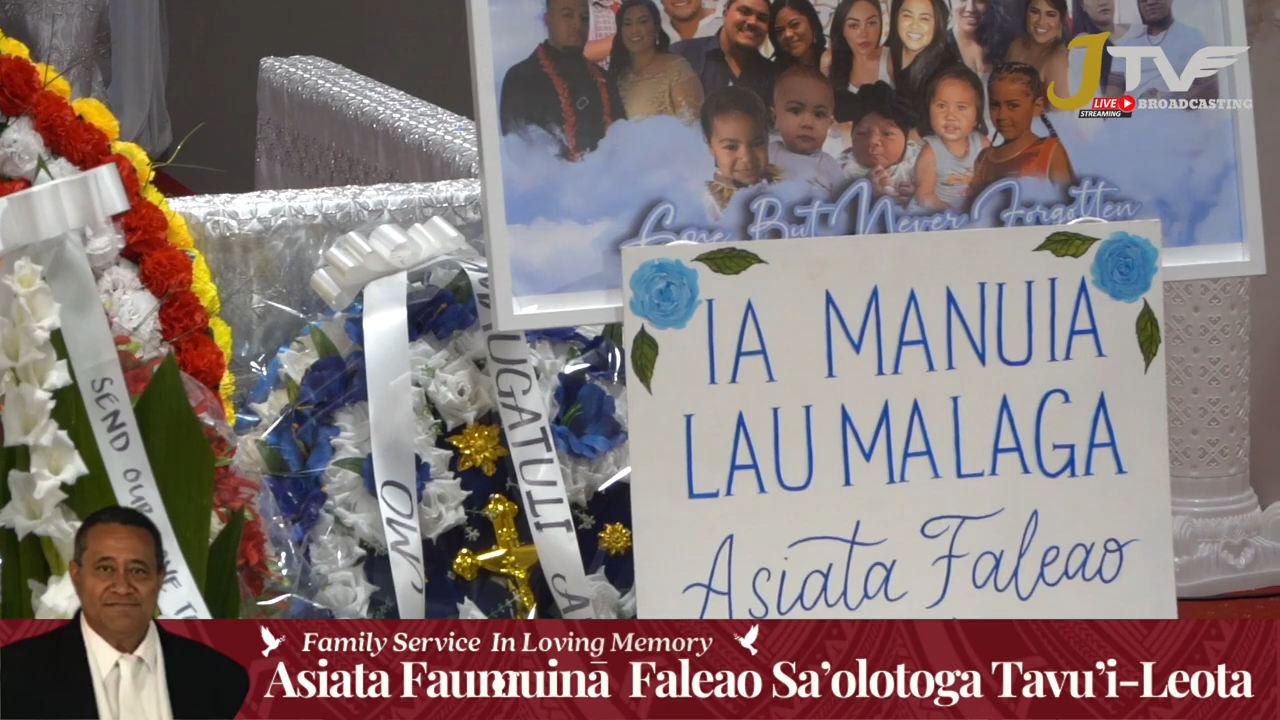 JTV
LIVE
STREAMING
BROADCASTING
Gone But Never Forgotten
IA MANUIA
LAU MALAGA
Asiata Faleao
SEND OUR
UGATULI
Family Service In Loving Memory
Asiata Faumuinā Faleao Sa’olotoga Tavu’i-Leota